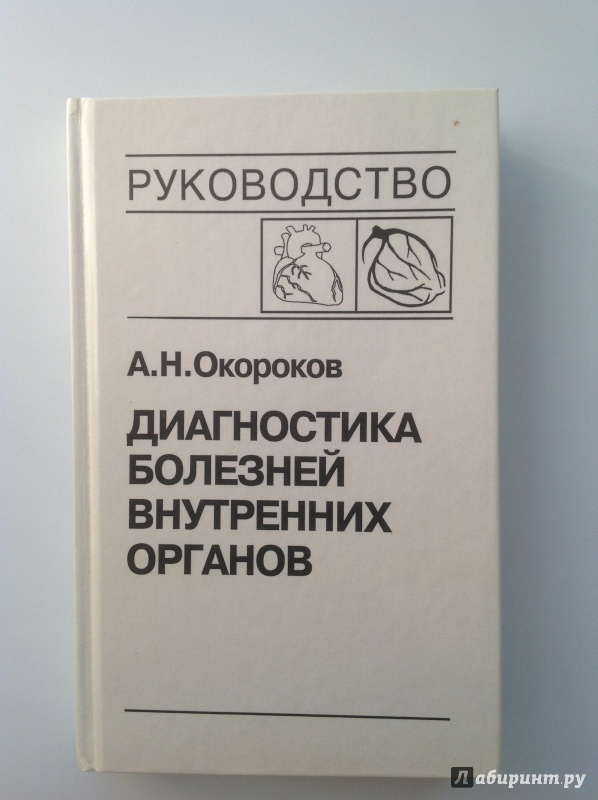 РУКОВОДСТВО
А.Н.Окороков
ДИАГНОСТИКА
БОЛЕЗНЕЙ
ВНУТРЕННИХ
ОРГАНОВ
Лабиринт.ру